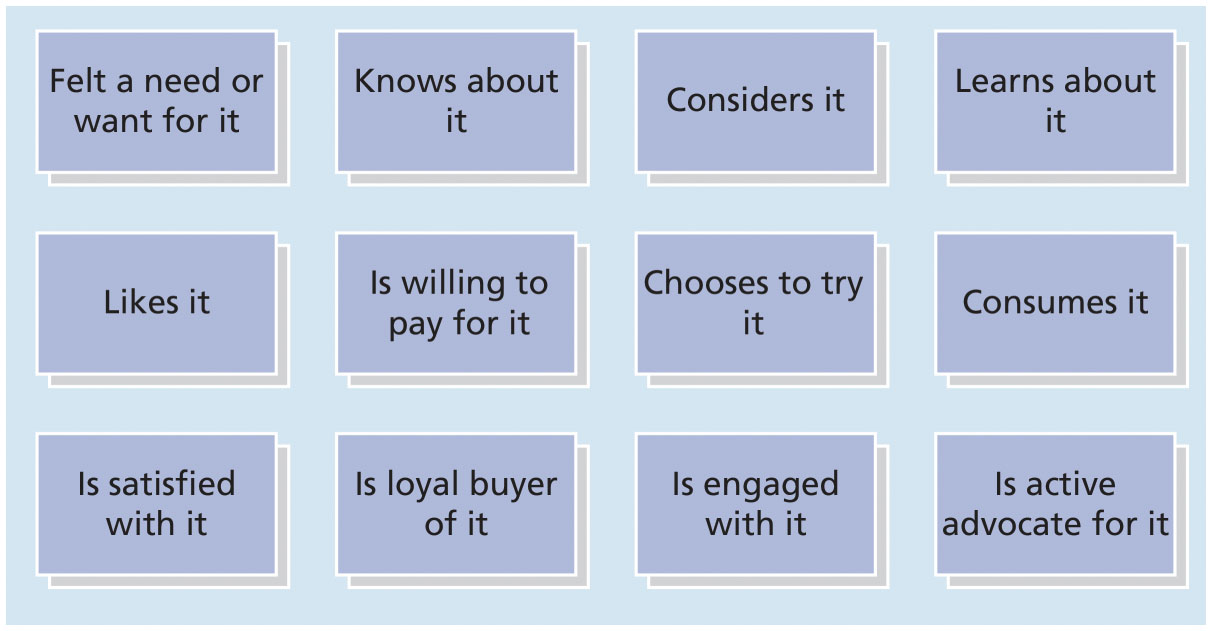 Felt a need or
want for it
Knows about
it
Considers it
Learns about
it
Likes it
Is willing to
pay for it
Chooses to try
it
Consumes it
Is satisfied
with it
Is loyal buyer
of it
Is engaged
with it
Is active
advocate for it